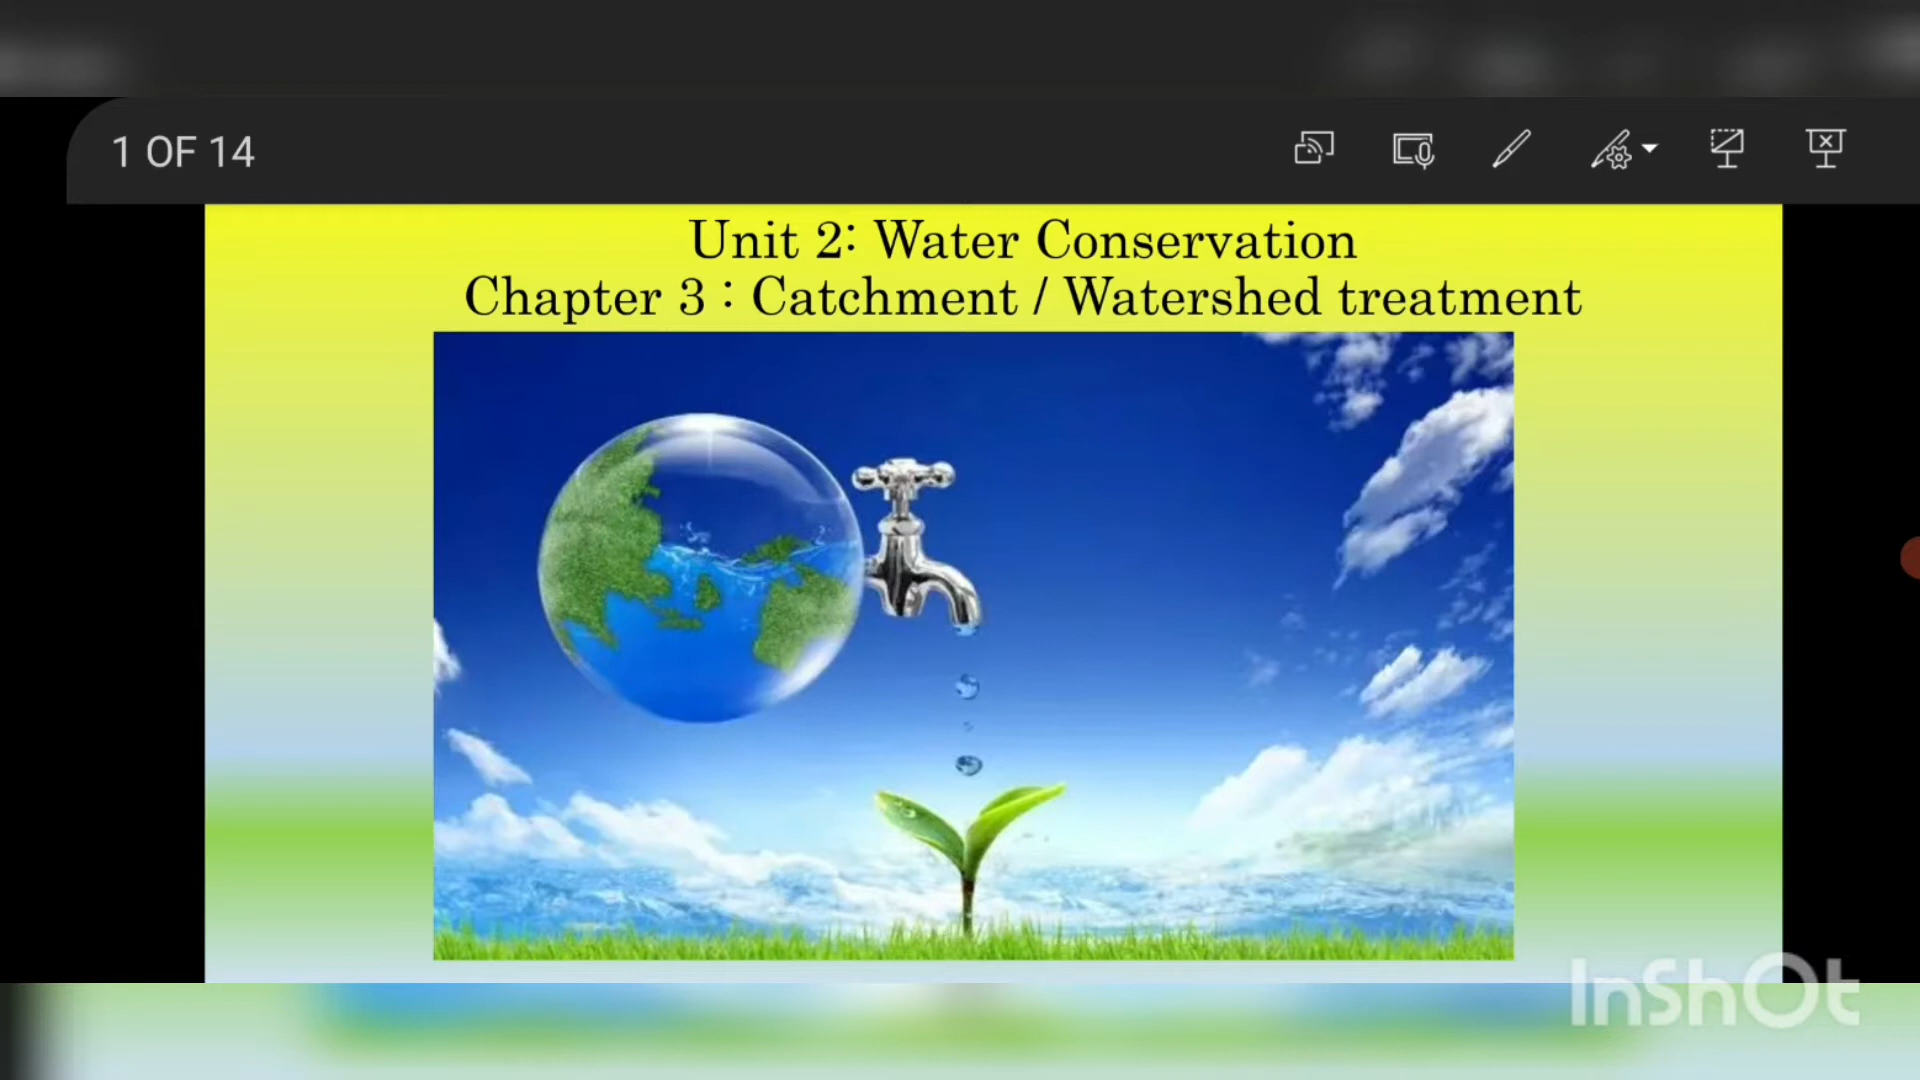 1 OF 14
Unit 2: Water Conservation
Chapter 3 : Catchment / Watershed treatment
InShOt